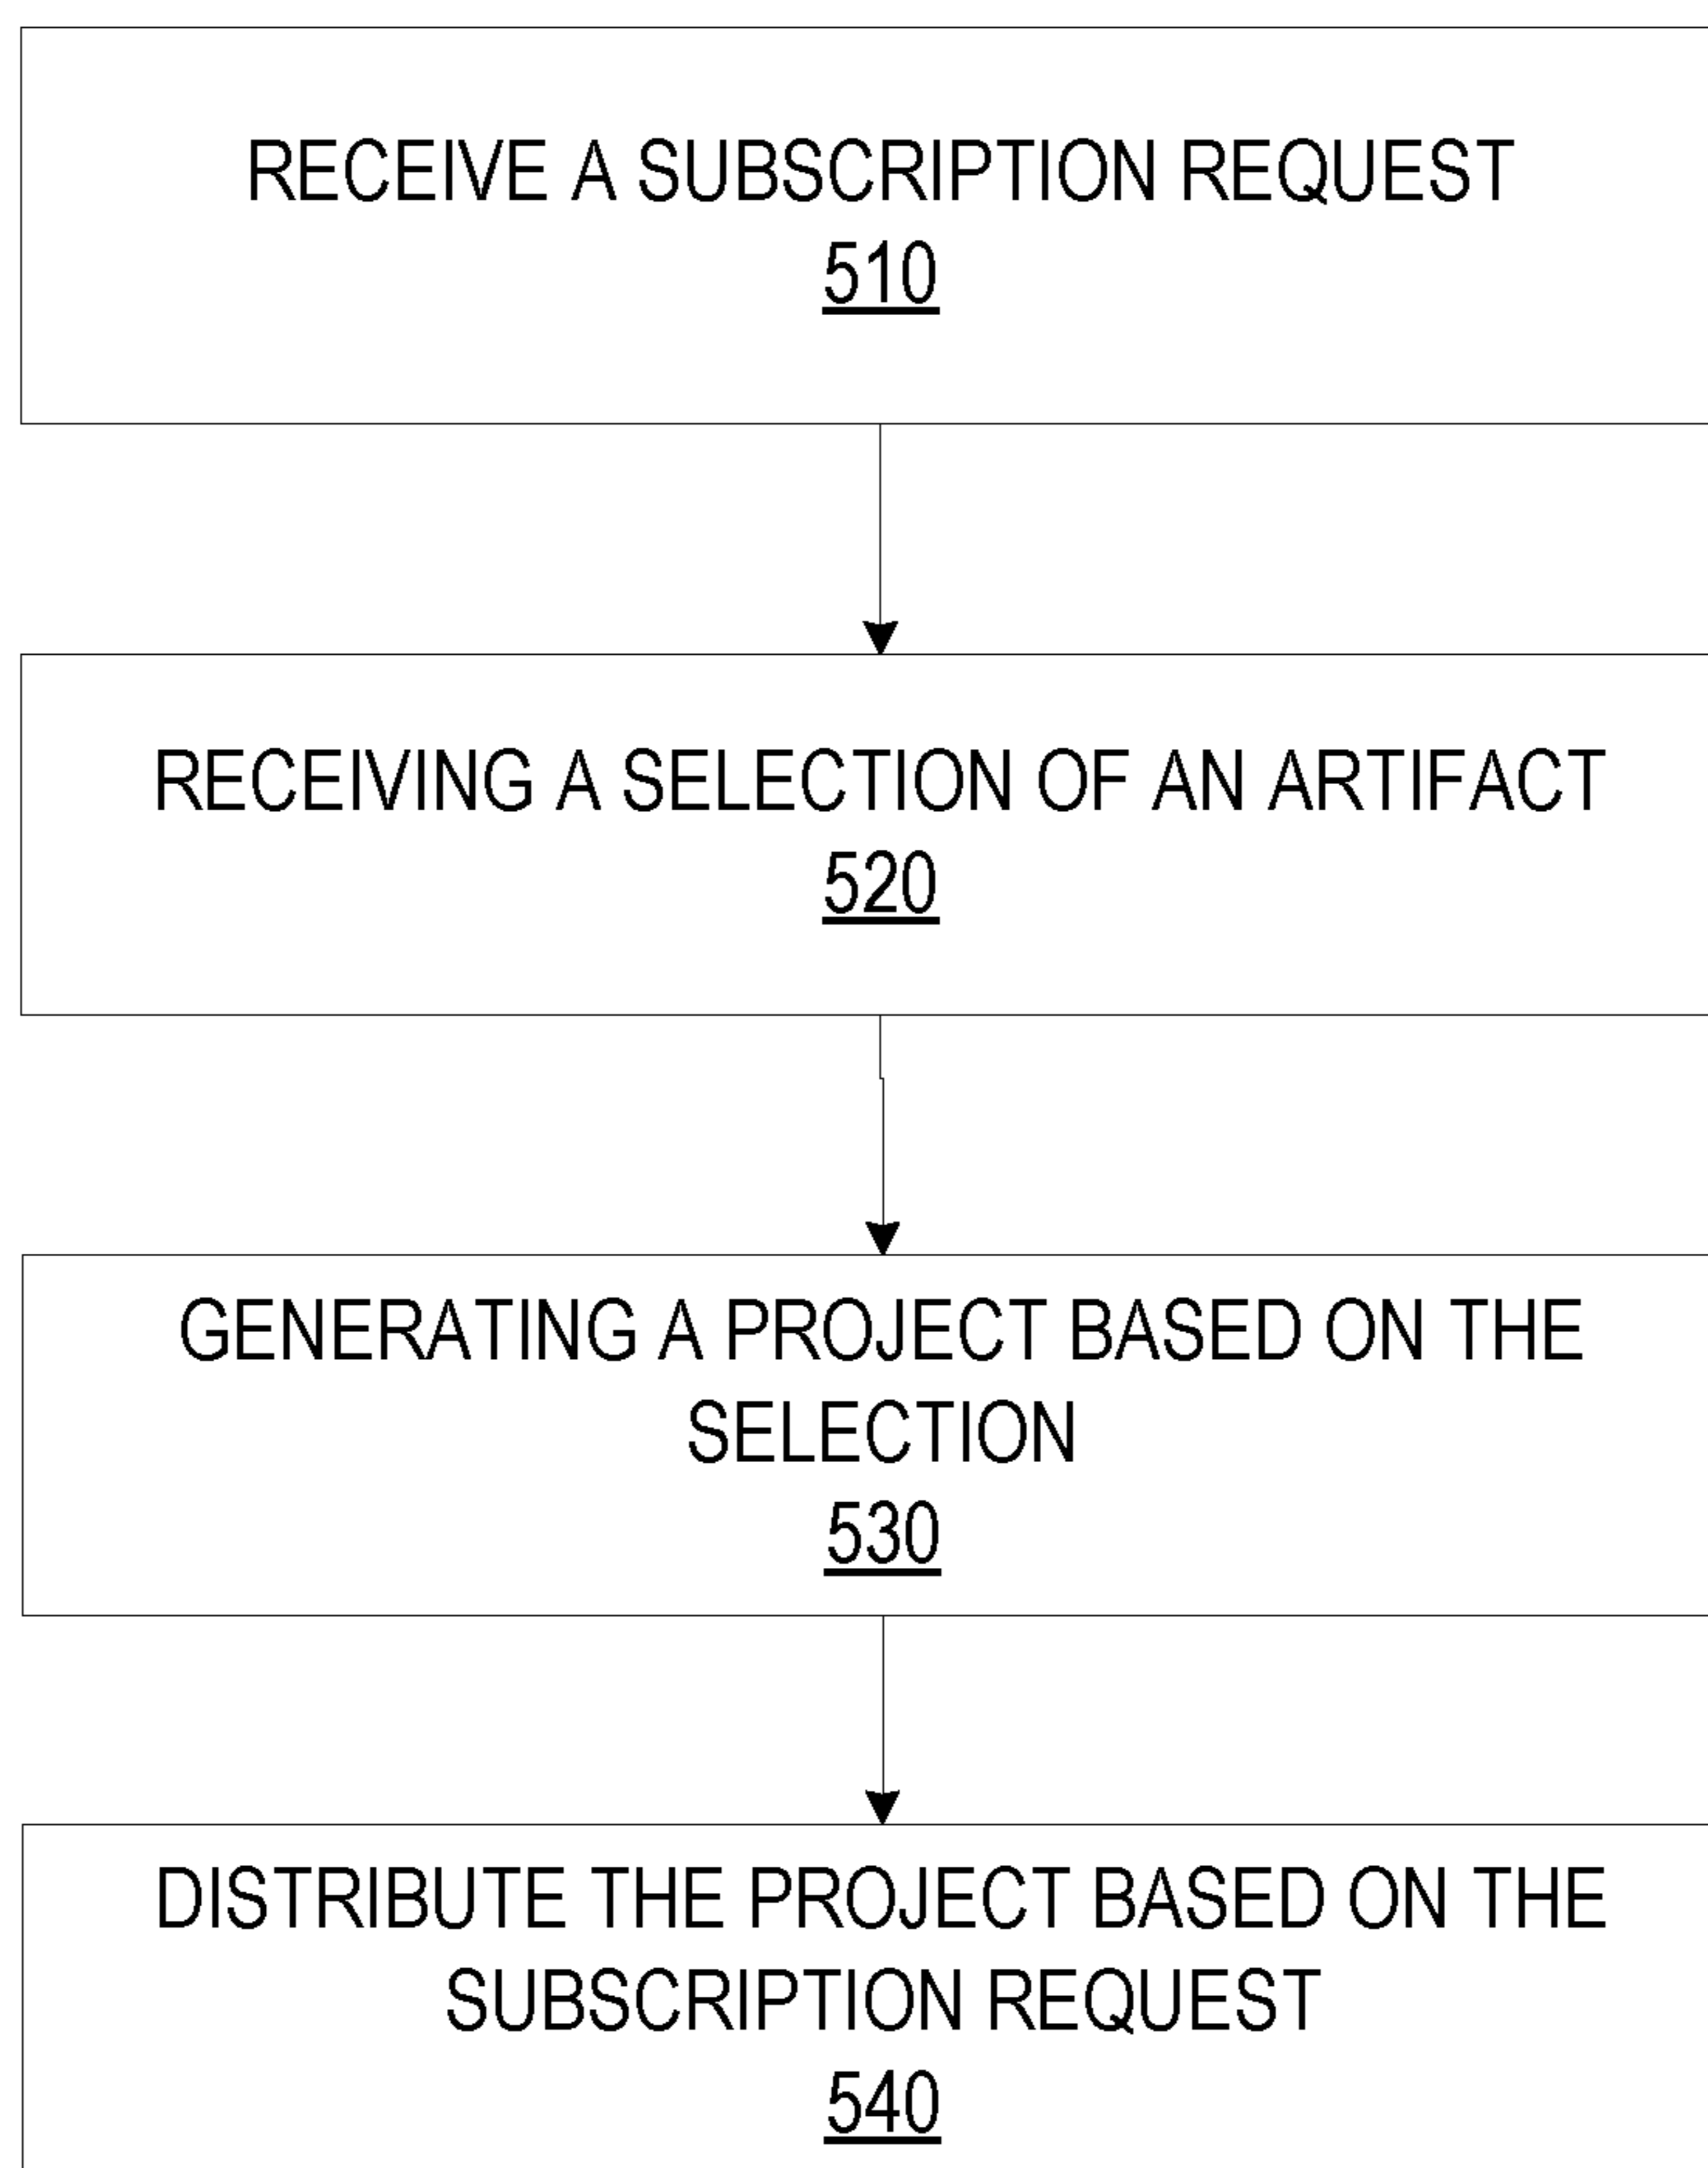 RECEIVE A SUBSCRIPTION REQUEST
510
RECEIVING A SELECTION OF AN ARTIFACT
520
GENERATING A PROJECT BASED ON THE
SELECTION
530
DISTRIBUTE THE PROJECT BASED ON THE
SUBSCRIPTION REQUEST
540